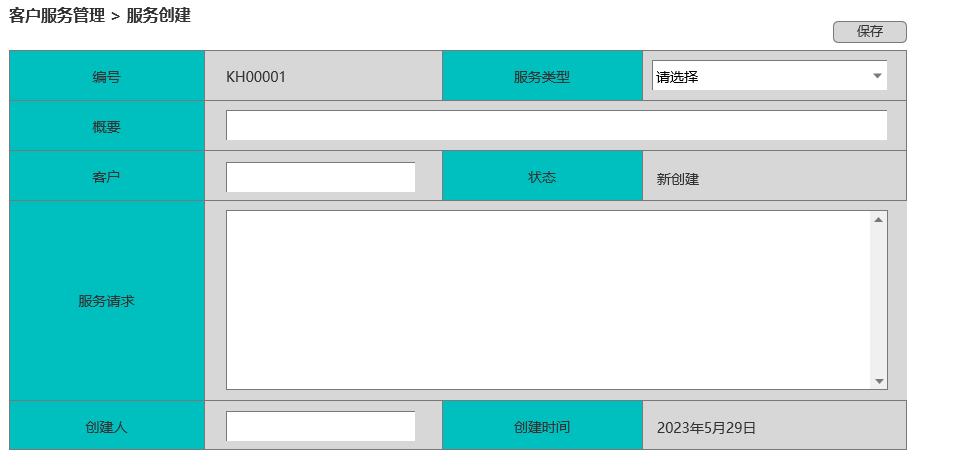 客户服务管理 > 服务创建
保存
编号 KH00001 服务类型 请选择
概要
客户 状态 新创建
服务请求
创建人 创建时间 2023年5月29日